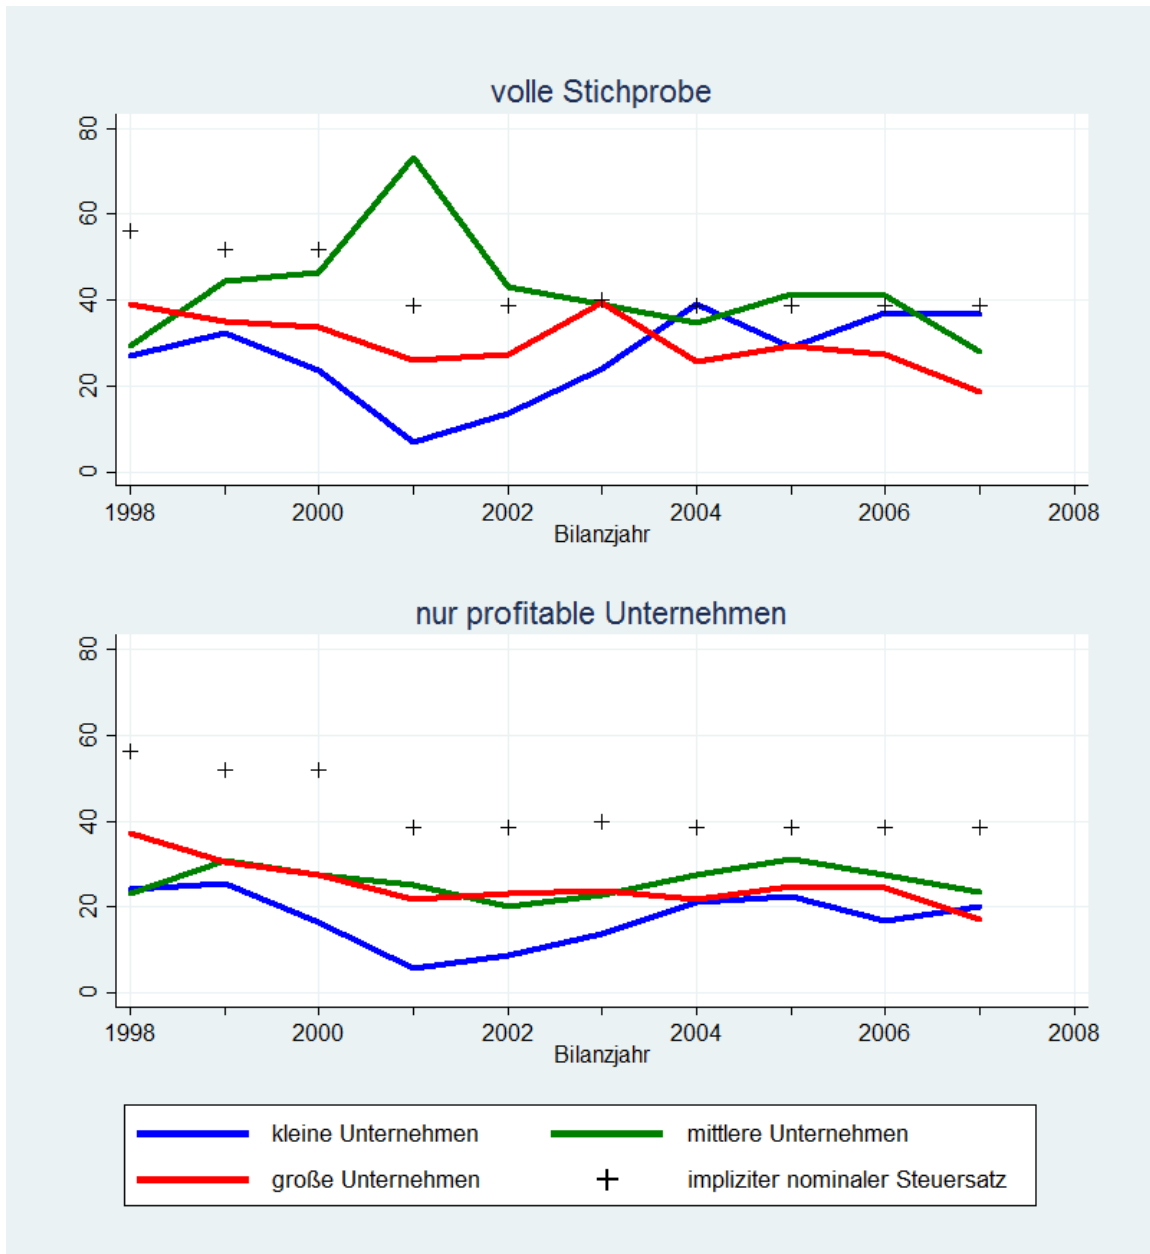 volle Stichprobe
80
60
40
20
0
1998 2000 2002 2004 2006 2008
Bilanzjahr
nur profitable Unternehmen
80
60
40
20
0
1998 2000 2002 2004 2006 2008
Bilanzjahr
kleine Unternehmen mittlere Unternehmen
große Unternehmen impliziter nominaler Steuersatz